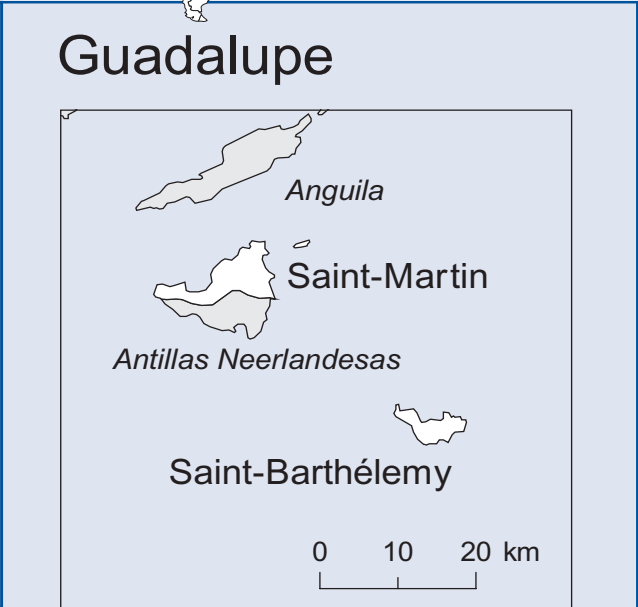 Guadalupe
Anguila
Saint-Martin
Antillas Neerlandesas
Saint-Barthélemy
0 10 20 km